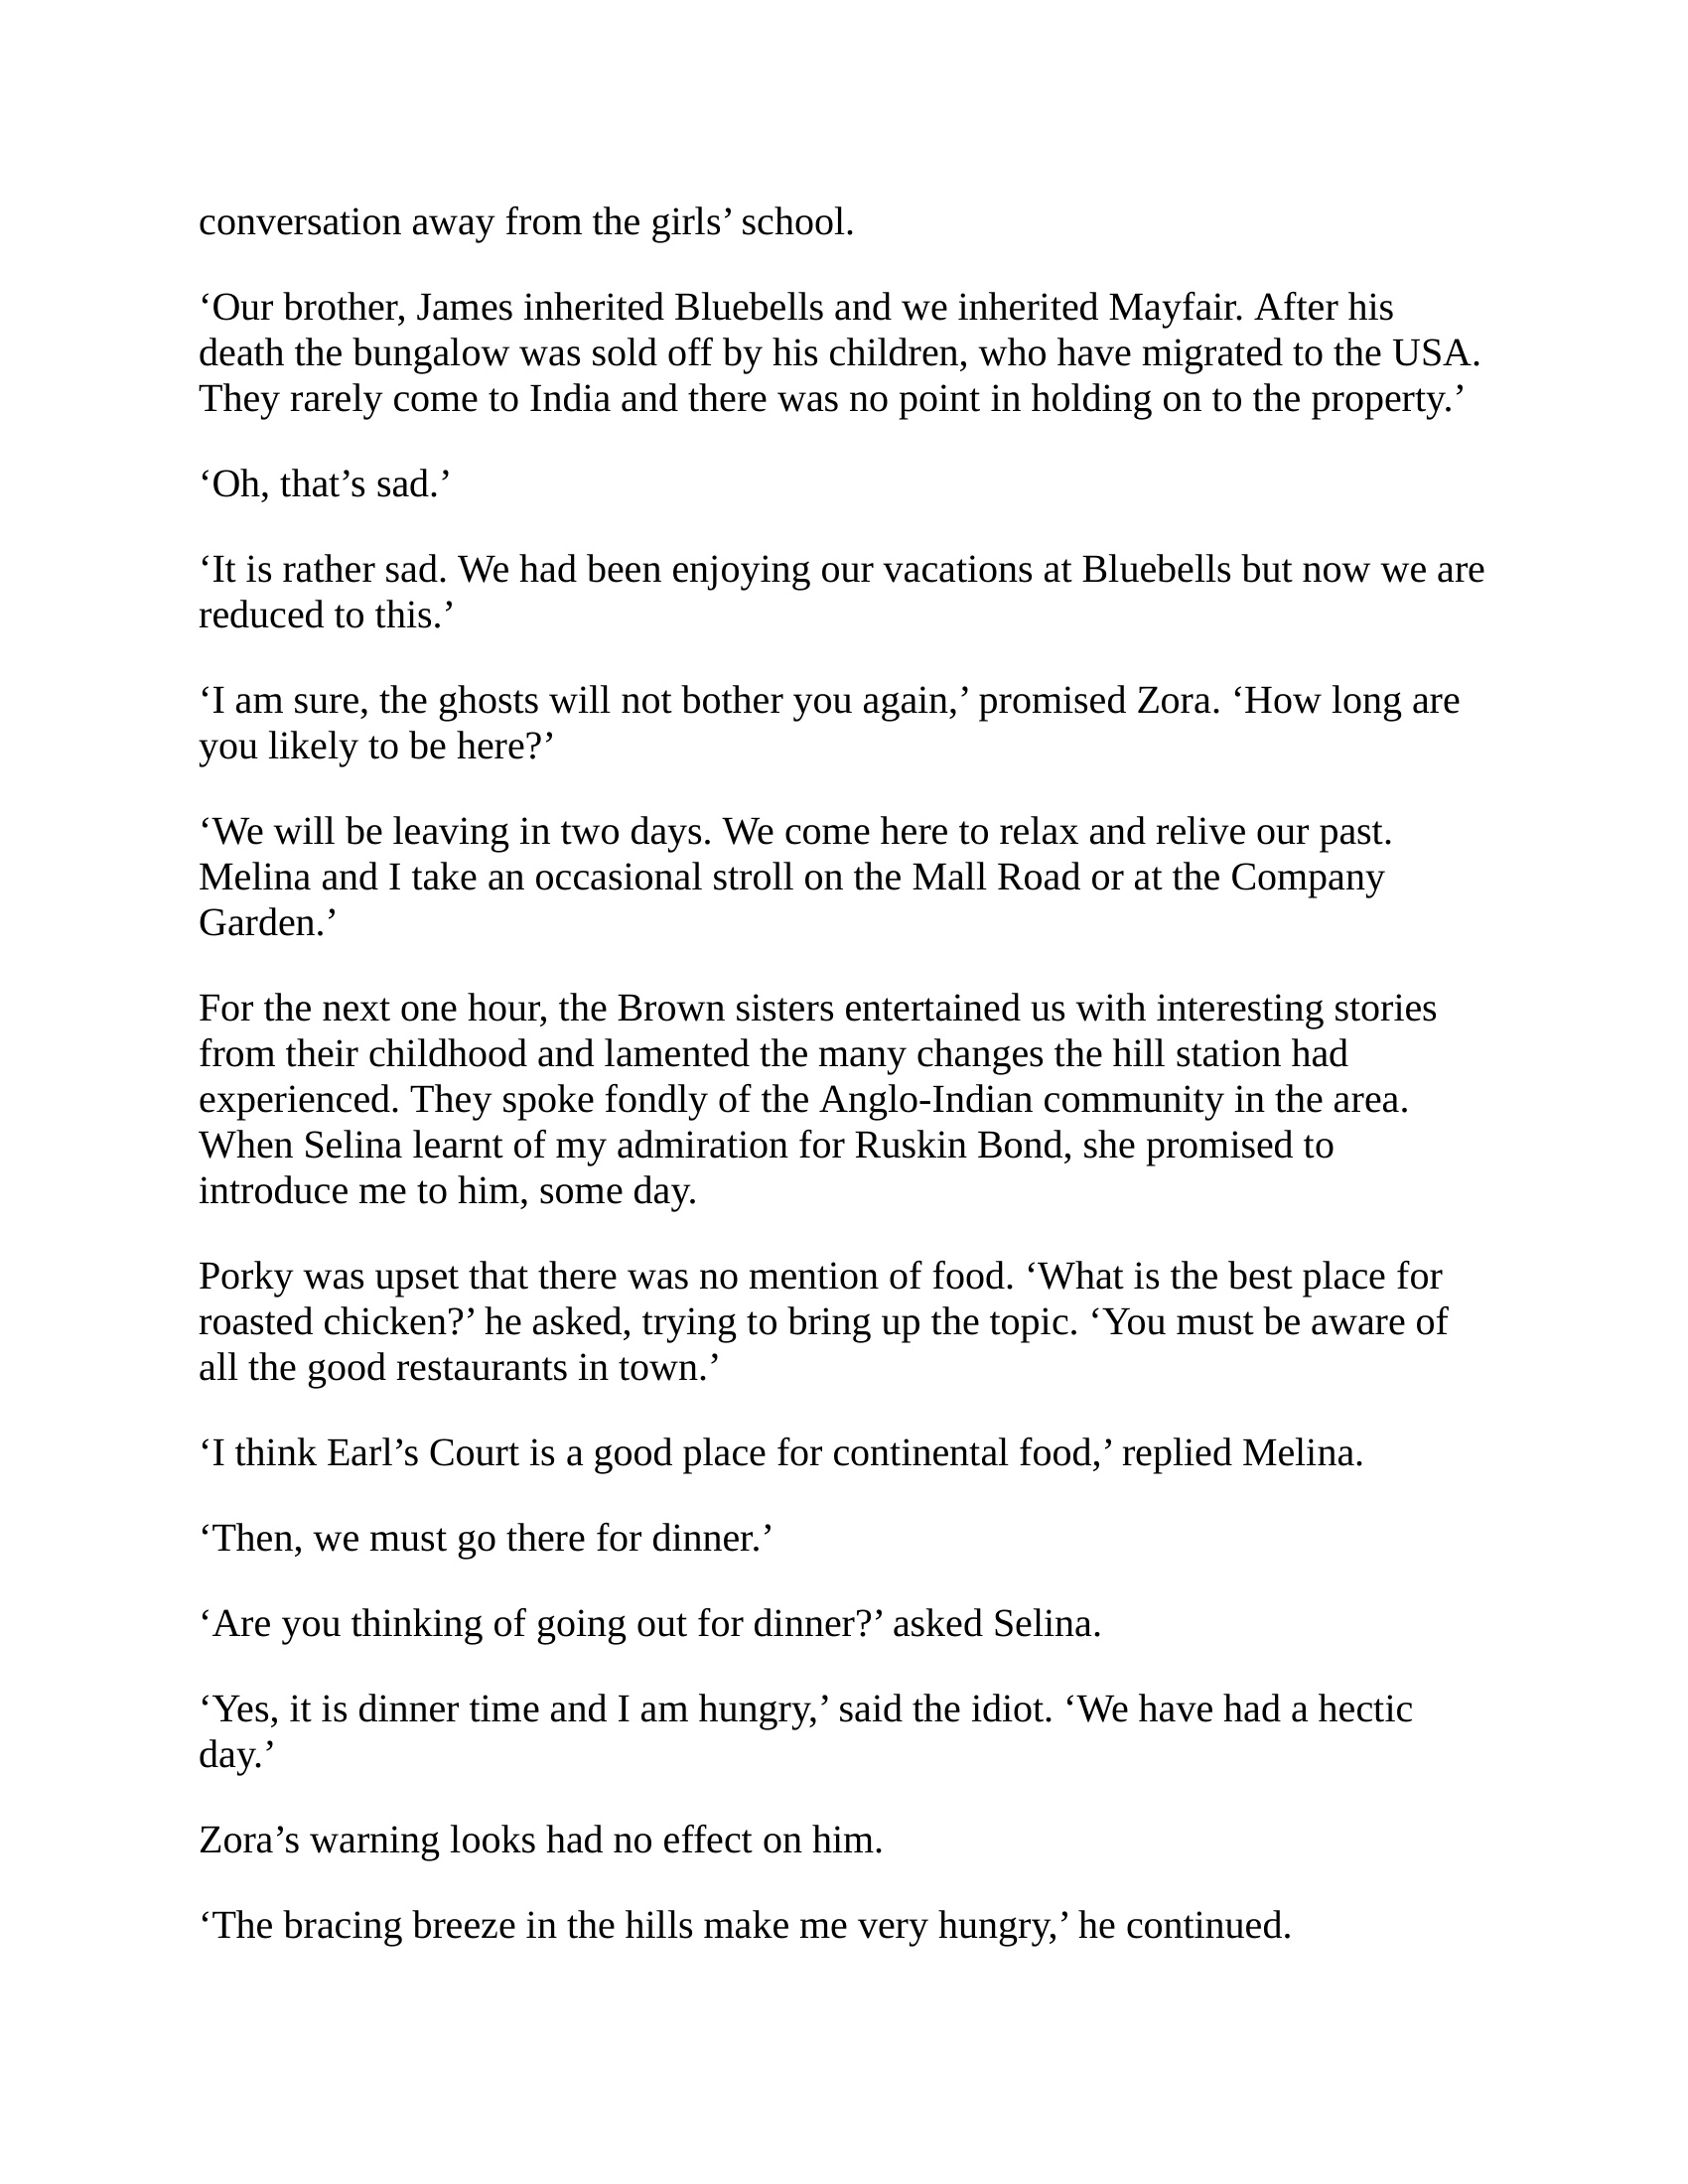 conversation away from the girls’ school.
‘Our brother, James inherited Bluebells and we inherited Mayfair. After his
death the bungalow was sold off by his children, who have migrated to the USA.
They rarely come to India and there was no point in holding on to the property.’
‘Oh, that’s sad.’
‘It is rather sad. We had been enjoying our vacations at Bluebells but now we are
reduced to this.’
‘I am sure, the ghosts will not bother you again,’ promised Zora. ‘How long are
you likely to be here?’
‘We will be leaving in two days. We come here to relax and relive our past.
Melina and I take an occasional stroll on the Mall Road or at the Company
Garden.’
For the next one hour, the Brown sisters entertained us with interesting stories
from their childhood and lamented the many changes the hill station had
experienced. They spoke fondly of the Anglo-Indian community in the area.
When Selina learnt of my admiration for Ruskin Bond, she promised to
introduce me to him, some day.
Porky was upset that there was no mention of food. ‘What is the best place for
roasted chicken?’ he asked, trying to bring up the topic. ‘You must be aware of
all the good restaurants in town.’
‘I think Earl’s Court is a good place for continental food,’ replied Melina.
‘Then, we must go there for dinner.’
‘Are you thinking of going out for dinner?’ asked Selina.
‘Yes, it is dinner time and I am hungry,’ said the idiot. ‘We have had a hectic
day.’
Zora’s warning looks had no effect on him.
‘The bracing breeze in the hills make me very hungry,’ he continued.